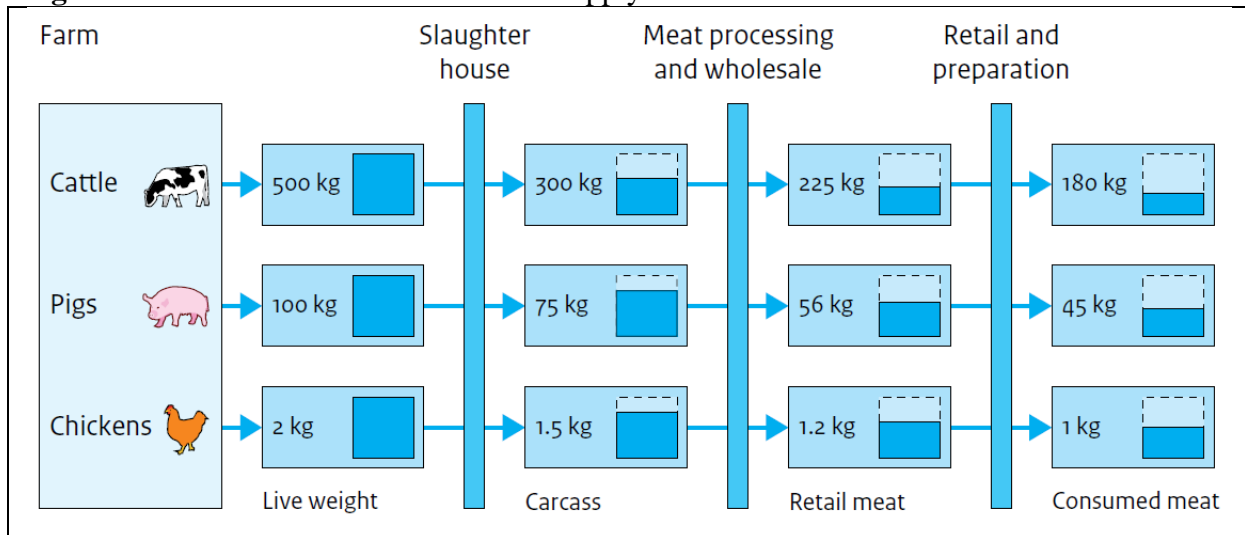 Farm
Slaughter
house
Meat processing
and wholesale
Retail and
preparation
Cattle
500 kg
300 kg
225 kg
180 kg
Pigs
100 kg
75 kg
56 kg
45 kg
Chickens
2 kg
1.5 kg
1.2 kg
1 kg
Live weight
Carcass
Retail meat
Consumed meat